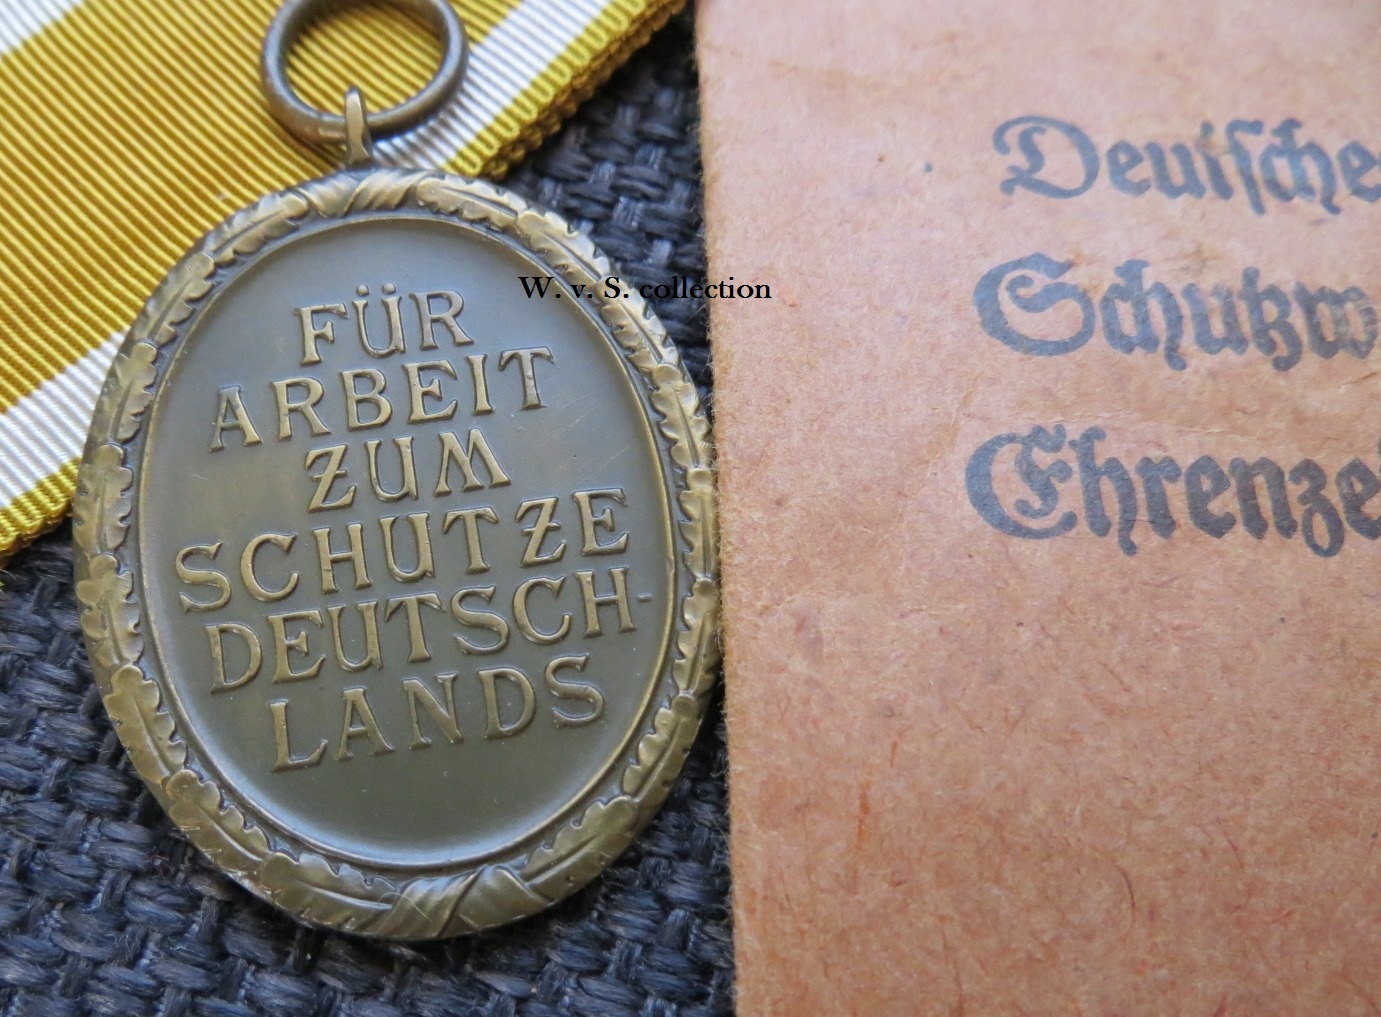 FÜR
ARBEIT
ZUM
SCHUTZE
DEUTSCH-
LANDS
W. v. S. collection
Deutsche
Schutzw
Ehrenze